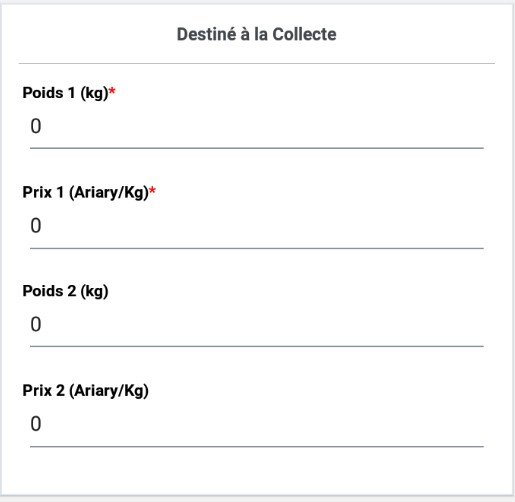 Destiné à la Collecte
Poids 1 (kg)*
0
Prix 1 (Ariary/Kg)*
0
Poids 2 (kg)
0
Prix 2 (Ariary/Kg)
0